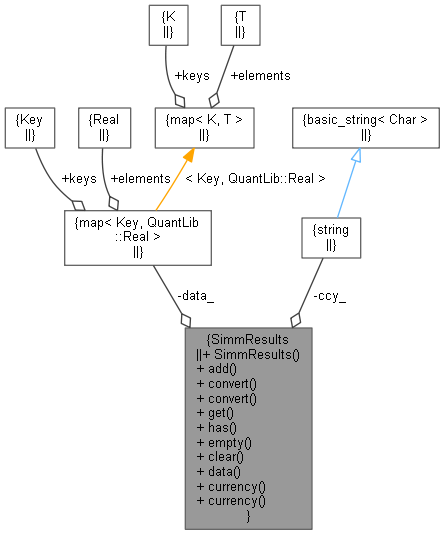 {K
||}
{T
||}
+keys
+elements
{Key
||}
{Real
||}
{map< K, T >
||}
{basic_string< Char >
||}
+keys
+elements
< Key, QuantLib::Real >
{map< Key, QuantLib
::Real >
||}
{string
||}
-data_
-ccy_
{SimmResults
||+ SimmResults()
+ add()
+ convert()
+ convert()
+ get()
+ has()
+ empty()
+ clear()
+ data()
+ currency()
+ currency()
}